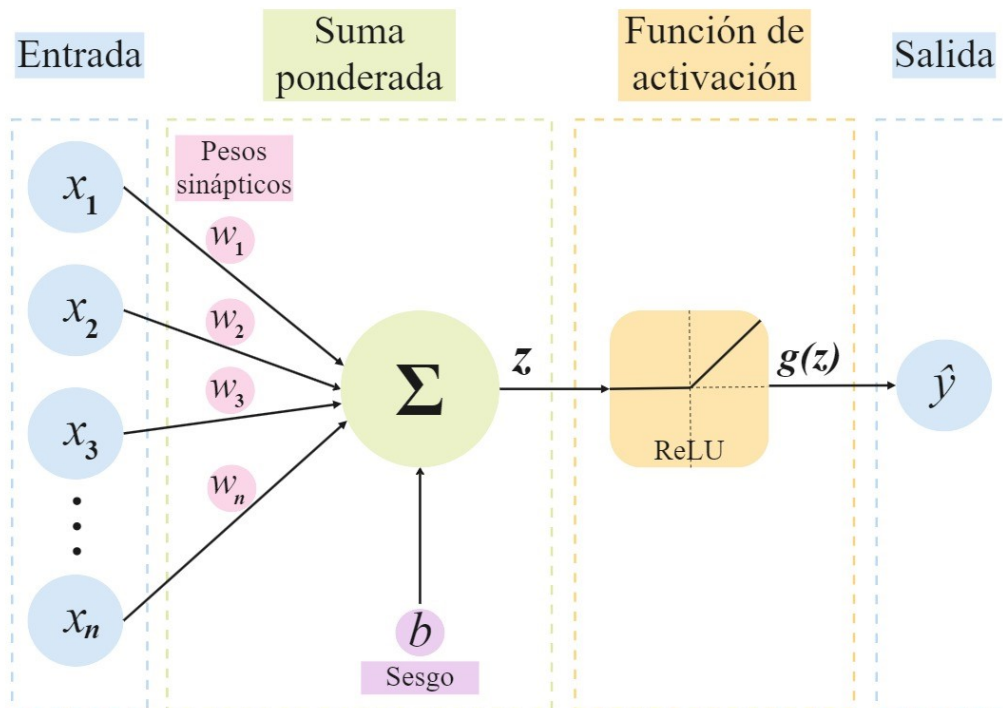 Entrada
Suma
ponderada
Función de
activación
Salida
Pesos
sinápticos
x₁
w₁
x₂
w₂
x₃
w₃
xₙ
wₙ
Σ
z
ReLU
g(z)
ŷ
b
Sesgo